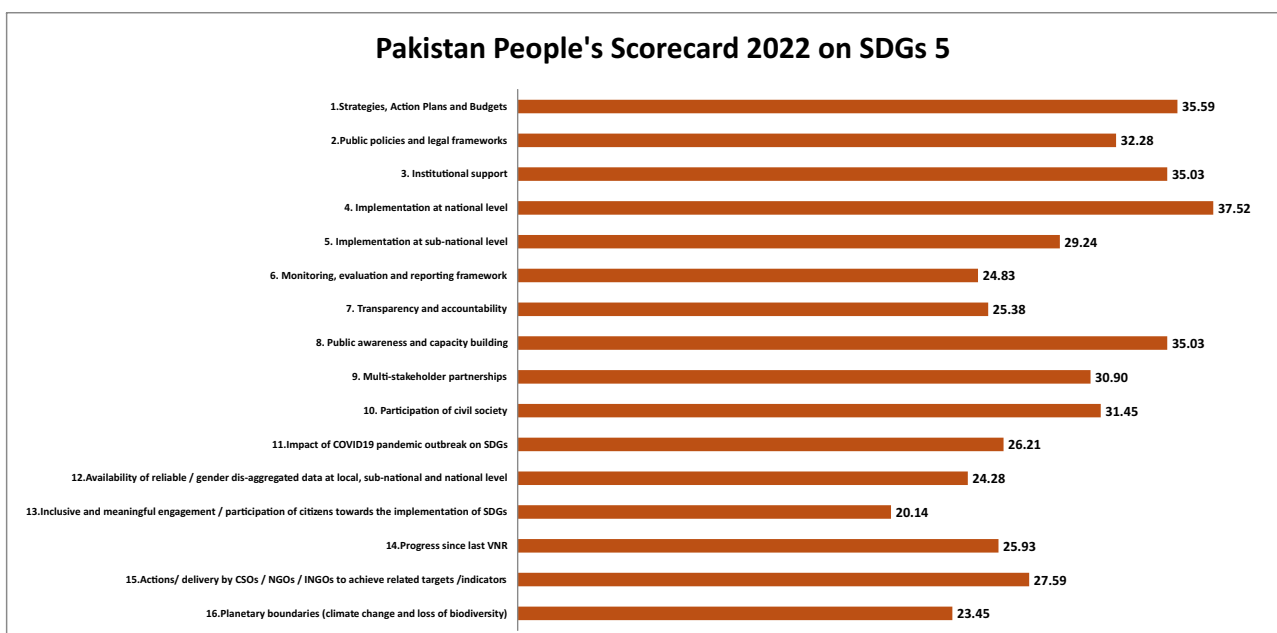 Pakistan People's Scorecard 2022 on SDGs 5
1.Strategies, Action Plans and Budgets 35.59
2.Public policies and legal frameworks 32.28
3. Institutional support 35.03
4. Implementation at national level 37.52
5. Implementation at sub-national level 29.24
6. Monitoring, evaluation and reporting framework 24.83
7. Transparency and accountability 25.38
8. Public awareness and capacity building 35.03
9. Multi-stakeholder partnerships 30.90
10. Participation of civil society 31.45
11.Impact of COVID19 pandemic outbreak on SDGs 26.21
12.Availability of reliable / gender dis-aggregated data at local, sub-national and national level 24.28
13.Inclusive and meaningful engagement / participation of citizens towards the implementation of SDGs 20.14
14.Progress since last VNR 25.93
15.Actions/ delivery by CSOs / NGOs / INGOs to achieve related targets /indicators 27.59
16.Planetary boundaries (climate change and loss of biodiversity) 23.45